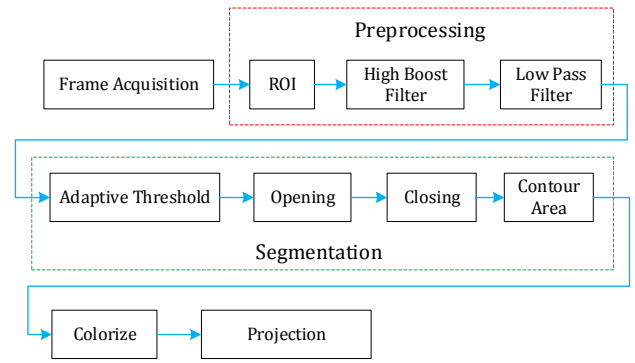 Preprocessing
Frame Acquisition
ROI
High Boost
Filter
Low Pass
Filter
Adaptive Threshold
Opening
Closing
Contour
Area
Segmentation
Colorize
Projection